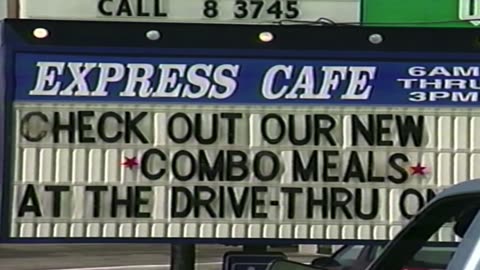 CALL 8 3745
EXPRESS CAFE 6AM THRU 3PM
CHECK OUT OUR NEW
COMBO MEALS
AT THE DRIVE-THRU